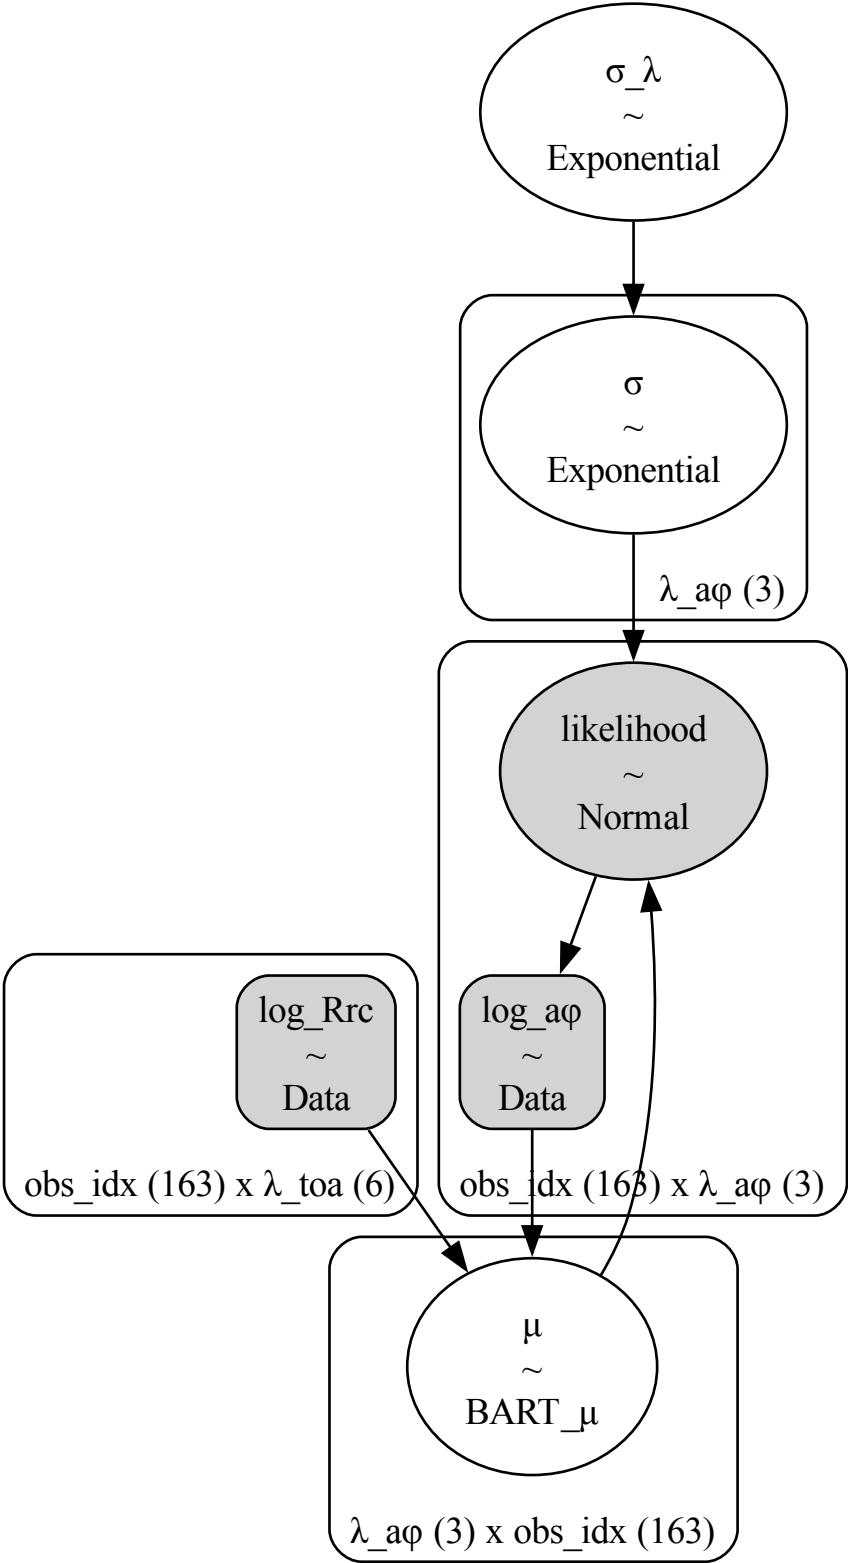 σ_λ
~
Exponential
σ
~
Exponential
λ_aφ (3)
likelihood
~
Normal
log_Rrc
~
Data
log_aφ
~
Data
obs_idx (163) x λ_toa (6)
obs_idx (163) x λ_aφ (3)
μ
~
BART_μ
λ_aφ (3) x obs_idx (163)